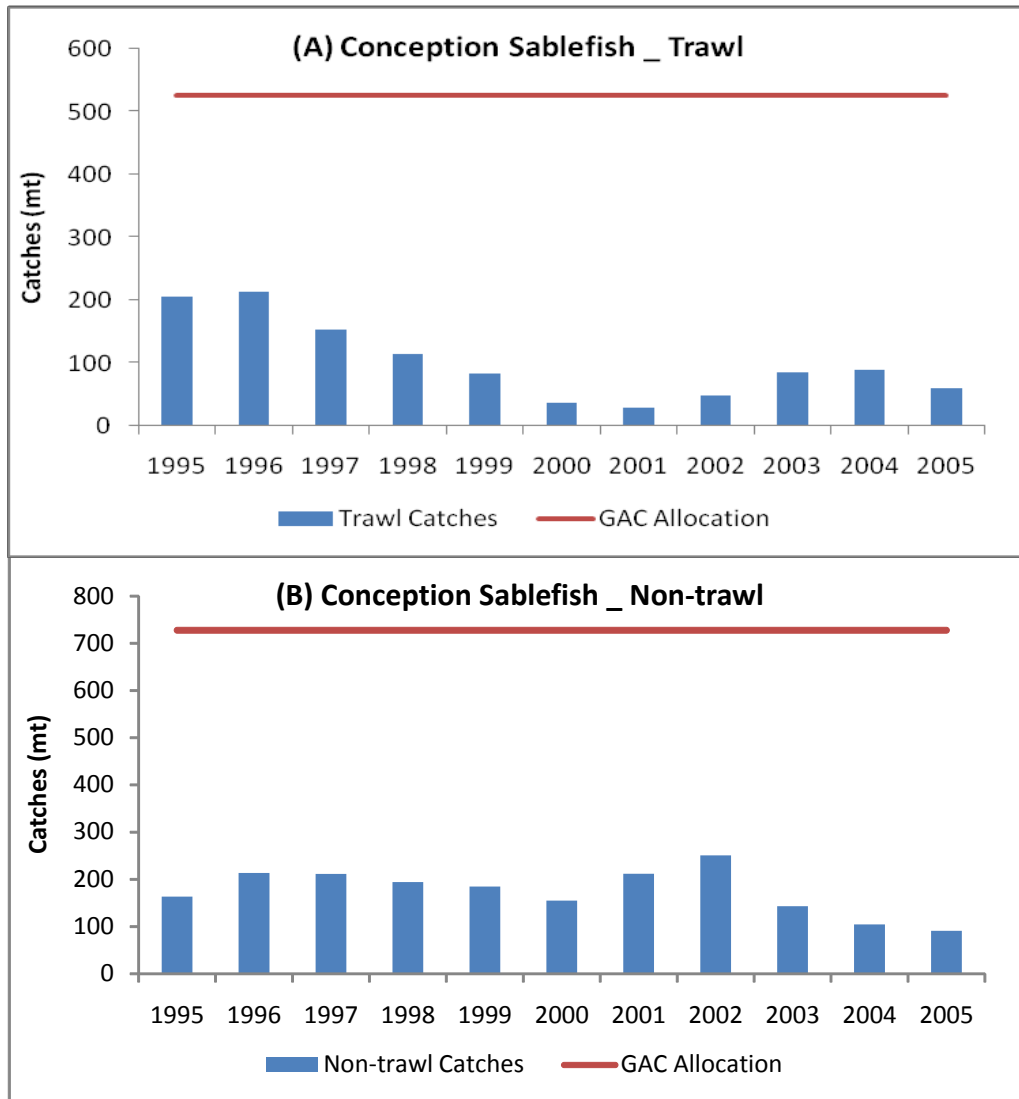 (A) Conception Sablefish _ Trawl
Catches (mt)
600
500
400
300
200
100
0
1995 1996 1997 1998 1999 2000 2001 2002 2003 2004 2005
Trawl Catches GAC Allocation
(B) Conception Sablefish _ Non-trawl
Catches (mt)
800
700
600
500
400
300
200
100
0
1995 1996 1997 1998 1999 2000 2001 2002 2003 2004 2005
Non-trawl Catches GAC Allocation